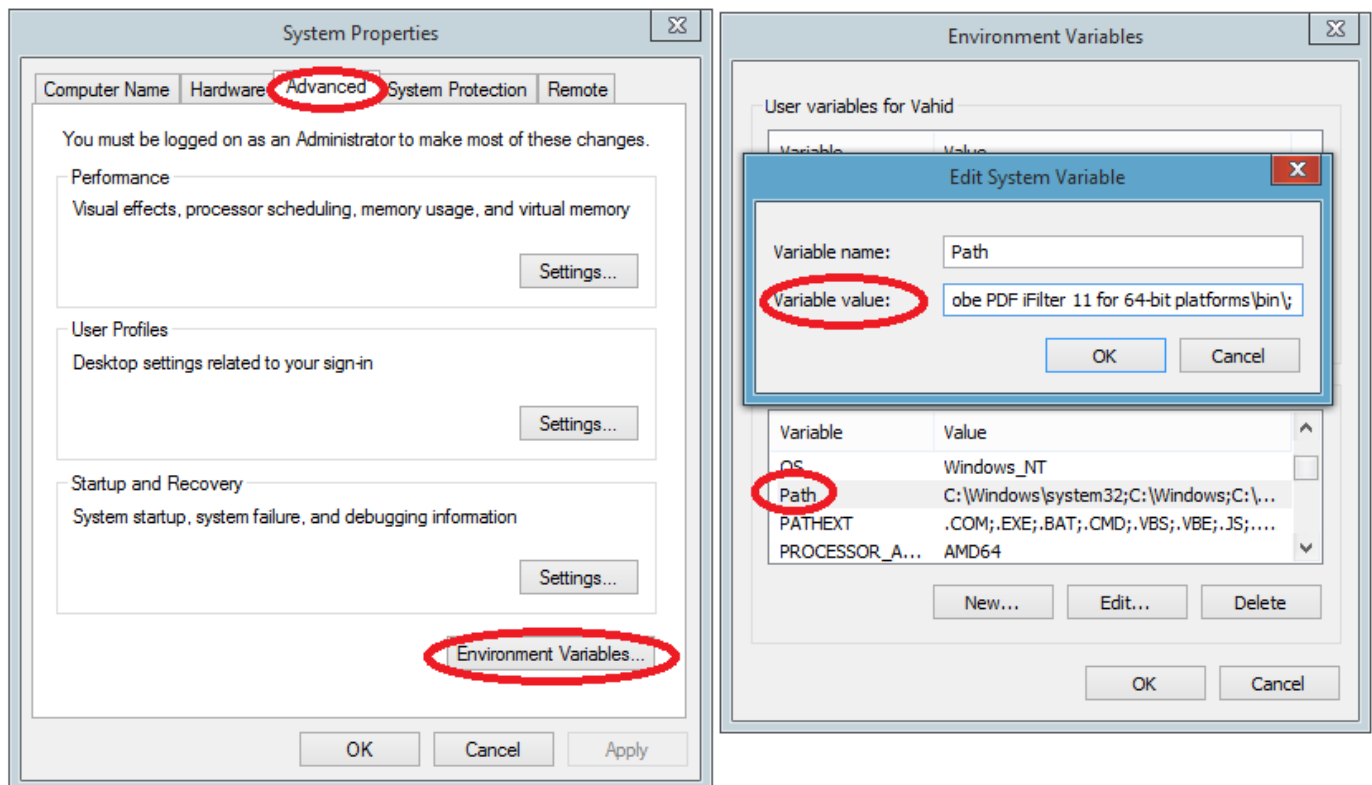 System Properties
Computer Name Hardware Advanced System Protection Remote
You must be logged on as an Administrator to make most of these changes.
Performance
Visual effects, processor scheduling, memory usage, and virtual memory
Settings...
User Profiles
Desktop settings related to your sign-in
Settings...
Startup and Recovery
System startup, system failure, and debugging information
Settings...
Environment Variables...
OK Cancel Apply
Environment Variables
User variables for Vahid
Variable Value
Edit System Variable
Variable name: Path
Variable value: obe PDF iFilter 11 for 64-bit platforms\bin\;
OK Cancel
Variable Value
OS Windows_NT
Path C:\Windows\system32;C:\Windows;C:\...
PATHEXT .COM;.EXE;.BAT;.CMD;.VBS;.VBE;.JS;....
PROCESSOR_A... AMD64
New... Edit... Delete
OK Cancel